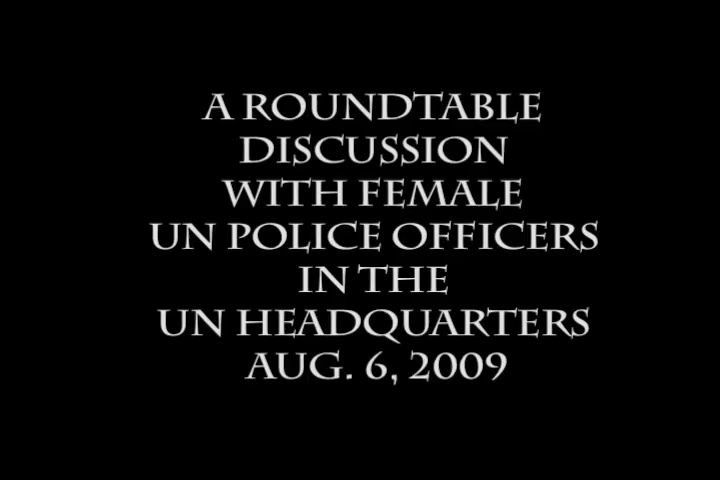 A ROUNDTABLE
DISCUSSION
WITH FEMALE
UN POLICE OFFICERS
IN THE
UN HEADQUARTERS
AUG. 6, 2009